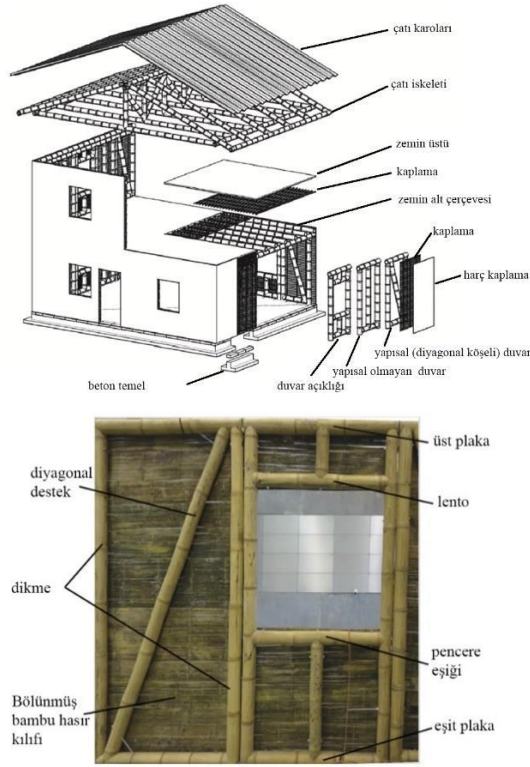 çatı karoları
çatı iskeleti
zemin üstü
kaplama
zemin alt çerçevesi
kaplama
harç kaplama
yapısal (diyagonal köşeli) duvar
yapısal olmayan duvar
beton temel
duvar açıklığı
üst plaka
diyagonal
destek
lento
dikme
pencere
eşiği
Bölünmüş
bambu hasır
kılıfı
eşit plaka